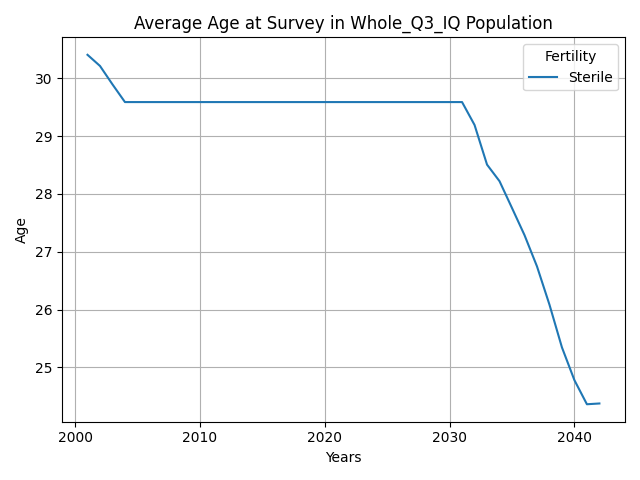 Average Age at Survey in Whole_Q3_IQ Population
Fertility
Sterile
30
29
28
27
26
25
Age
2000
2010
2020
2030
2040
Years